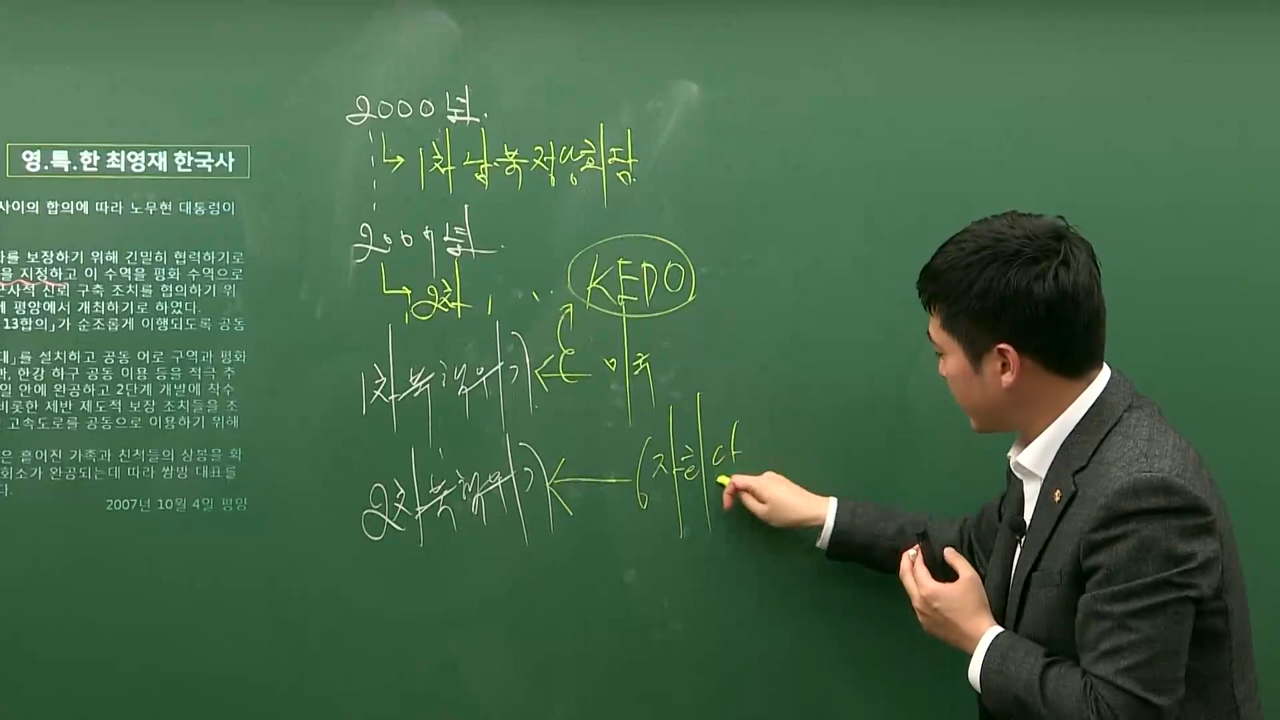 영.특.한 최영재 한국사
사이의 합의에 따라 노무현 대통령이
화를 보장하기 위해 긴밀히 협력하기로
을 지정하고 이 수역을 평화 수역으로
군사적 신뢰 구축 조치를 협의하기 위
에 평양에서 개최하기로 하였다.
13합의」가 순조롭게 이행되도록 공동
대」를 설치하고 공동 어로 구역과 평화
과, 한강 하구 공동 이용 등을 적극 추
일 안에 완공하고 2단계 개발에 착수
비롯한 제반 제도적 보장 조치들을 조
고속도로를 공동으로 이용하기 위해
은 흩어진 가족과 친척들의 상봉을 확
회소가 완공되는데 따라 쌍방 대표를
다.
2007년 10월 4일 평양
2000년
1차 남북정상회담
2007년
2차
KEDO
1차 북핵위기 미국
2차 북핵위기 6자회다